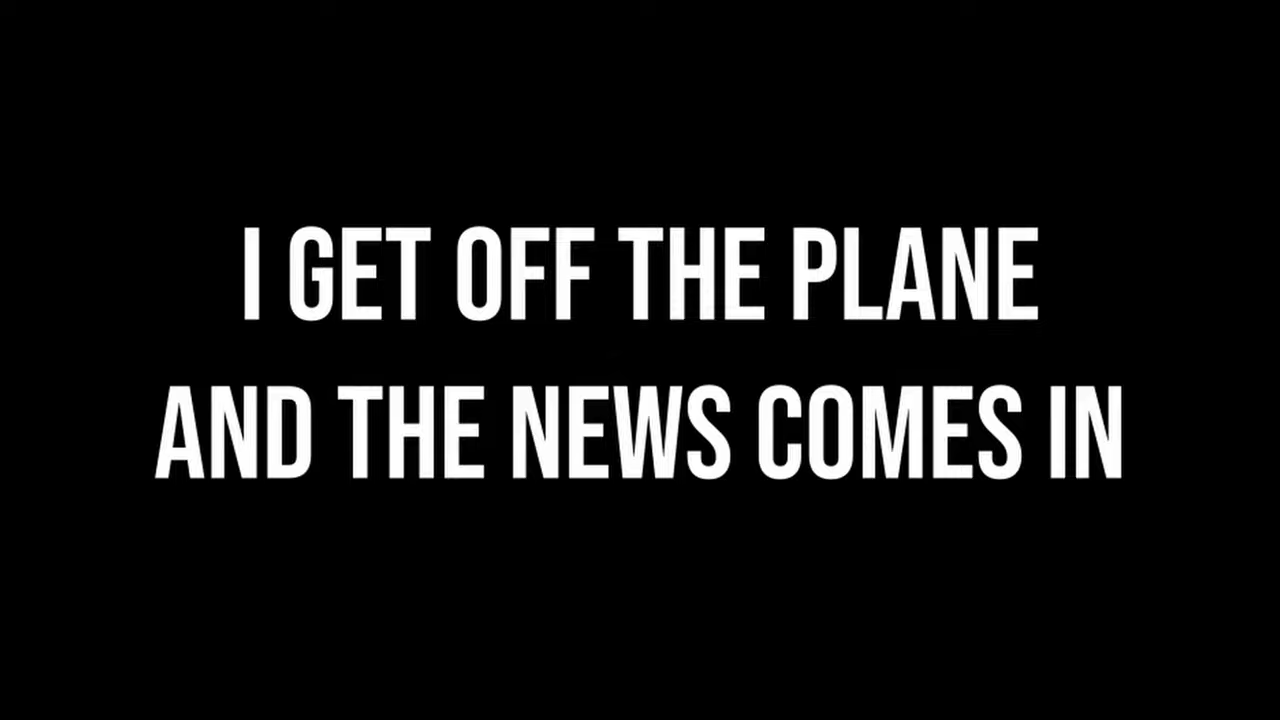 I GET OFF THE PLANE
AND THE NEWS COMES IN